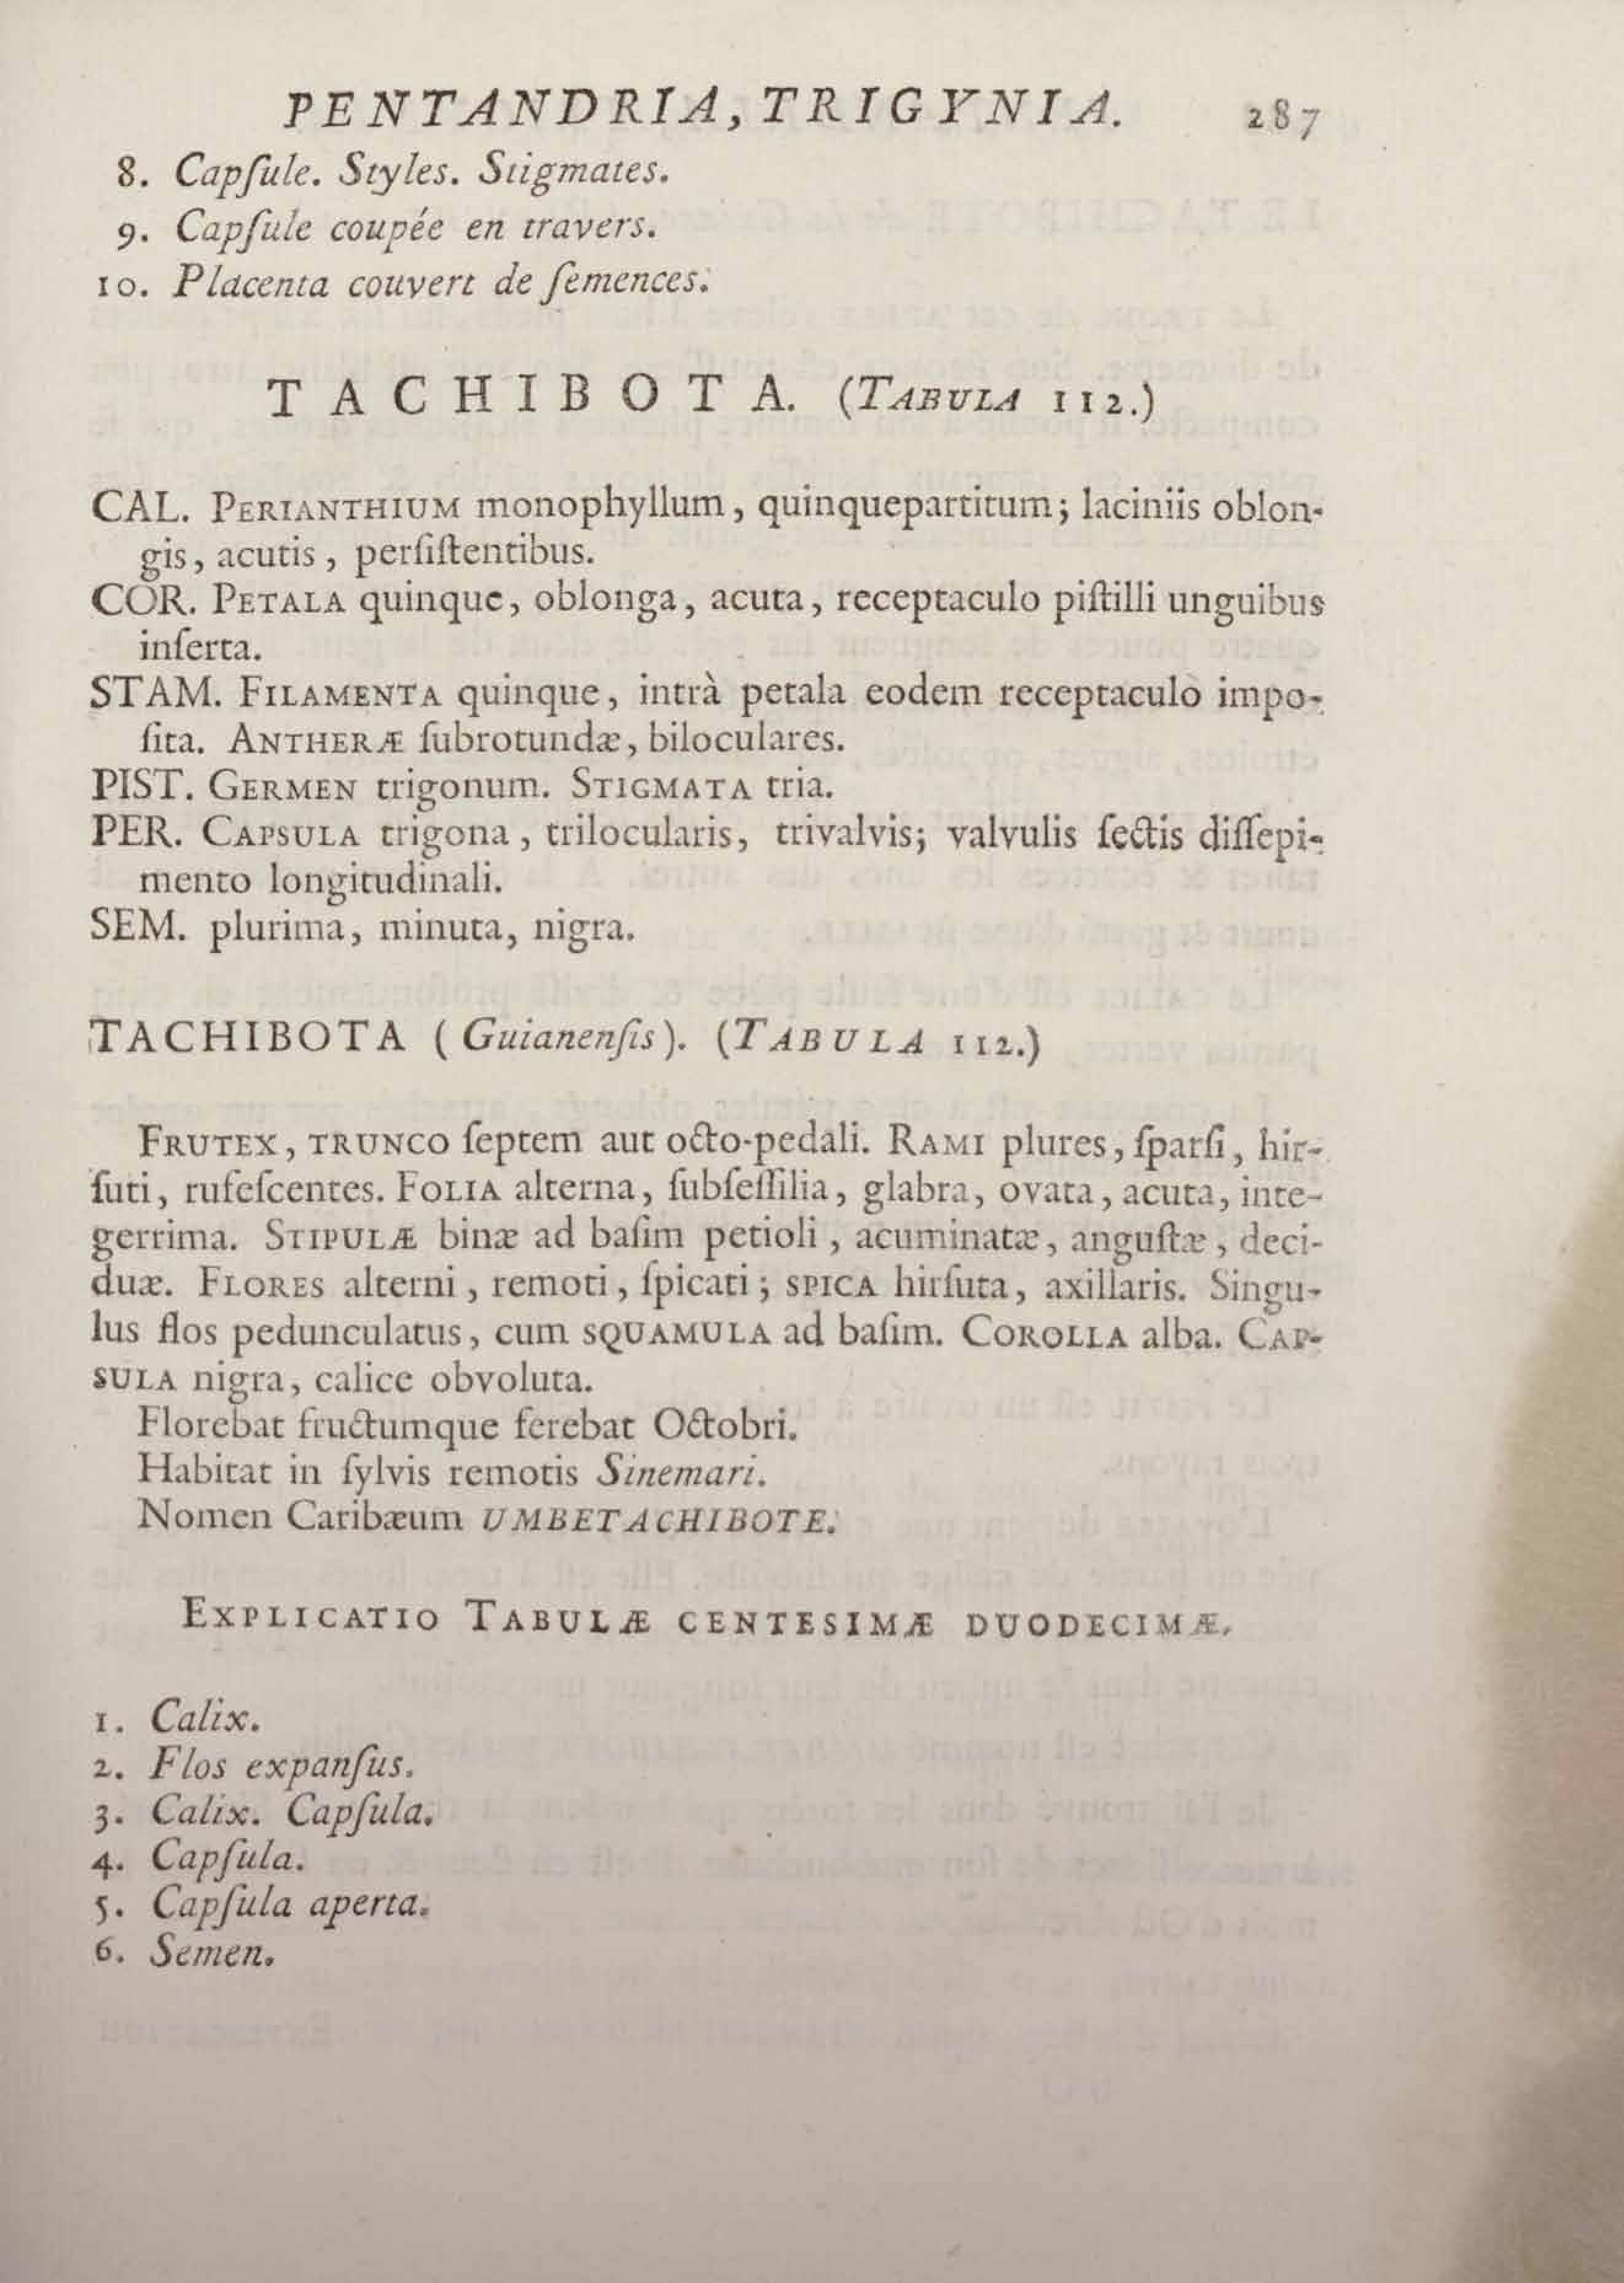 PENTANDRIA, TRIGYNIA. 287
8. Capſule. Styles. Stigmates.
9. Capſule coupée en travers.
10. Placenta couvert de ſemences.
TACHIBOTA. (TABULA 112.)
CAL. PERIANTHIUM monophyllum, quinquepartitum; laciniis oblon-
gis, acutis, perſiſtentibus.
COR. PETALA quinque, oblonga, acuta, receptaculo piſtilli unguibus
inſerta.
STAM. FILAMENTA quinque, intrà petala eodem receptaculo impo-
ſita. ANTHERÆ ſubrotundæ, biloculares.
PIST. GERMEN trigonum. STIGMATA tria.
PER. CAPSULA trigona, trilocularis, trivalvis; valvulis ſectis diſſepi-
mento longitudinali.
SEM. plurima, minuta, nigra.
TACHIBOTA (Guianenſis). (TABULA 112.)
FRUTEX, TRUNCO ſeptem aut octo-pedali. RAMI plures, ſparſi, hir-
ſuti, rufeſcentes. FOLIA alterna, ſubſeſſilia, glabra, ovata, acuta, inte-
gerrima. STIPULÆ binæ ad baſim petioli, acuminatæ, anguſtæ, deci-
duæ. FLORES alterni, remoti, ſpicati; SPICA hirſuta, axillaris. Singu-
lus flos pedunculatus, cum SQUAMULA ad baſim. COROLLA alba. CAP-
SULA nigra, calice obvoluta.
Florebat fructumque ferebat Octobri.
Habitat in ſylvis remotis Sinemari.
Nomen Caribæum UMBETACHIBOTE.
EXPLICATIO TABULÆ CENTESIMÆ DUODECIMÆ.
1. Calix.
2. Flos expanſus.
3. Calix. Capſula.
4. Capſula.
5. Capſula aperta.
6. Semen.